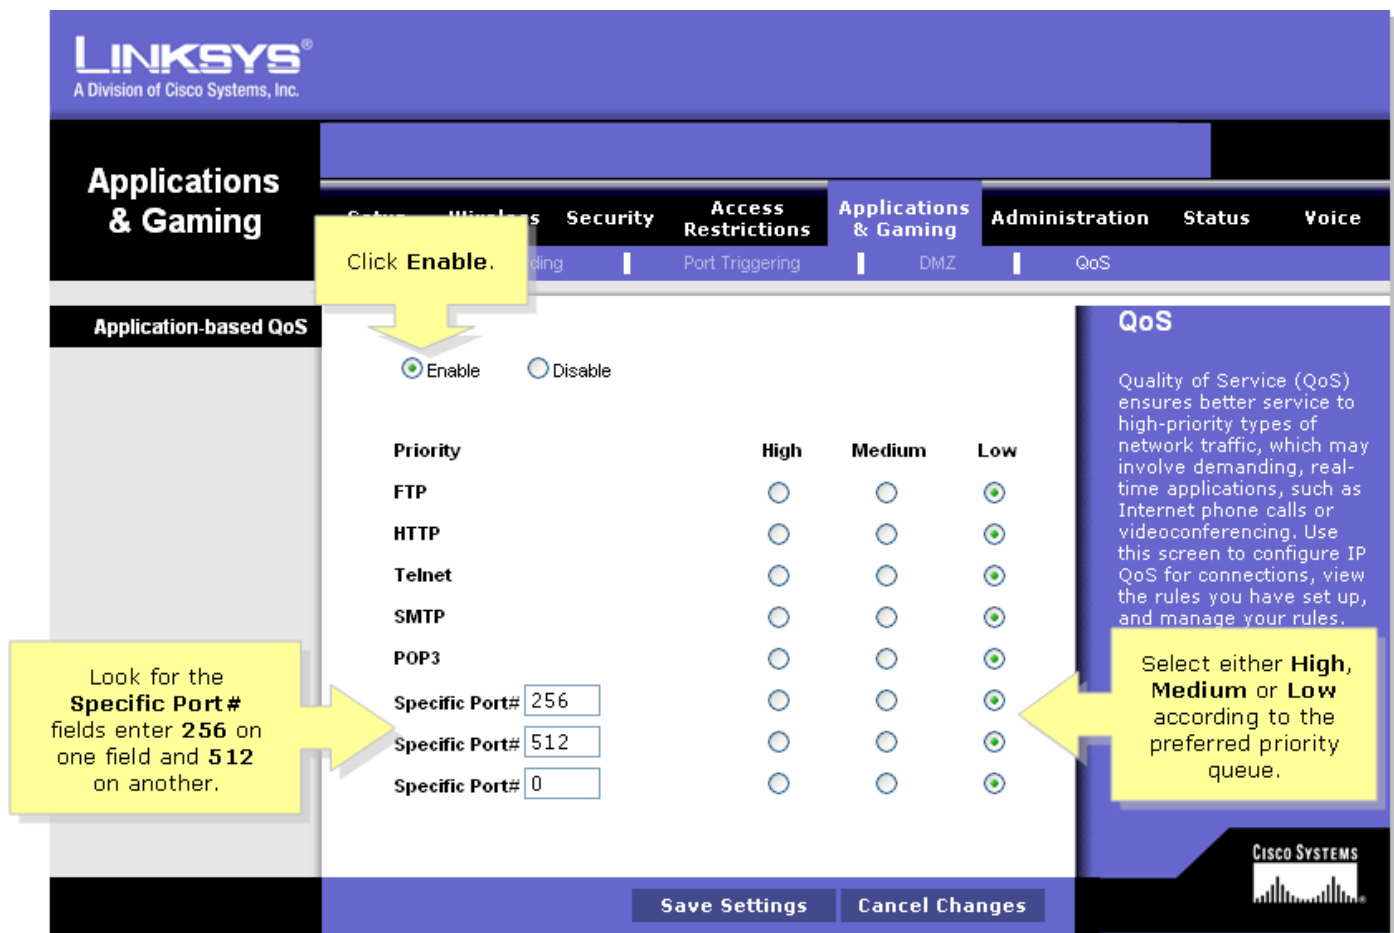 LINKSYS®
A Division of Cisco Systems, Inc.
Applications
& Gaming
Security
Access
Restrictions
Applications
& Gaming
Administration
Status
Voice
Click Enable.
Port Triggering
DMZ
QoS
Application-based QoS
Enable
Disable
Priority High Medium Low
FTP
HTTP
Telnet
SMTP
POP3
Specific Port# 256
Specific Port# 512
Specific Port# 0
Look for the
Specific Port#
fields enter 256 on
one field and 512
on another.
QoS
Quality of Service (QoS)
ensures better service to
high-priority types of
network traffic, which may
involve demanding, real-
time applications, such as
Internet phone calls or
videoconferencing. Use
this screen to configure IP
QoS for connections, view
the rules you have set up,
and manage your rules.
Select either High,
Medium or Low
according to the
preferred priority
queue.
CISCO SYSTEMS
Save Settings
Cancel Changes